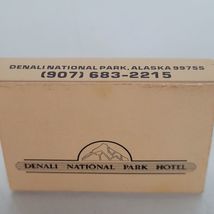 DENALI NATIONAL PARK, ALASKA 99755
(907) 683-2215
DENALI NATIONAL PARK HOTEL